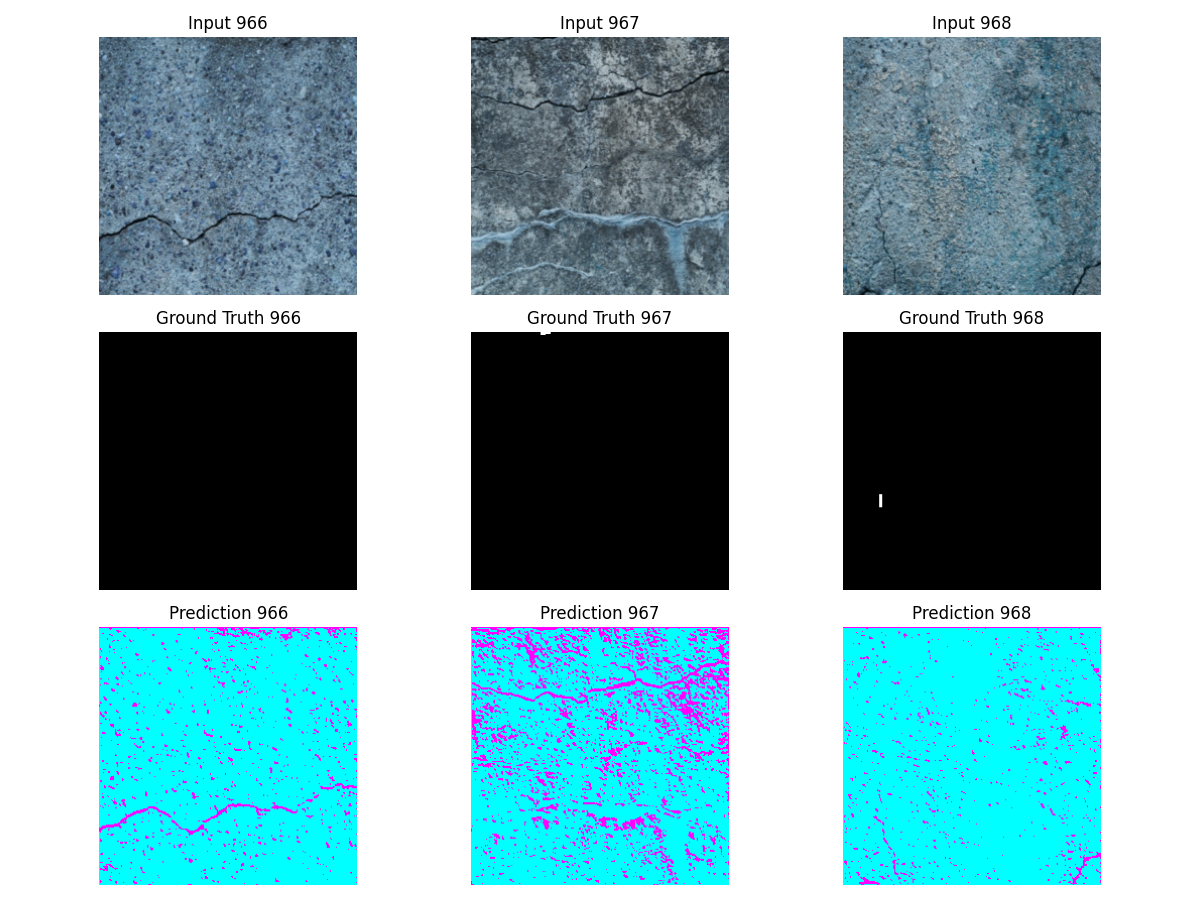 Input 966
Input 967
Input 968
Ground Truth 966
Ground Truth 967
Ground Truth 968
Prediction 966
Prediction 967
Prediction 968